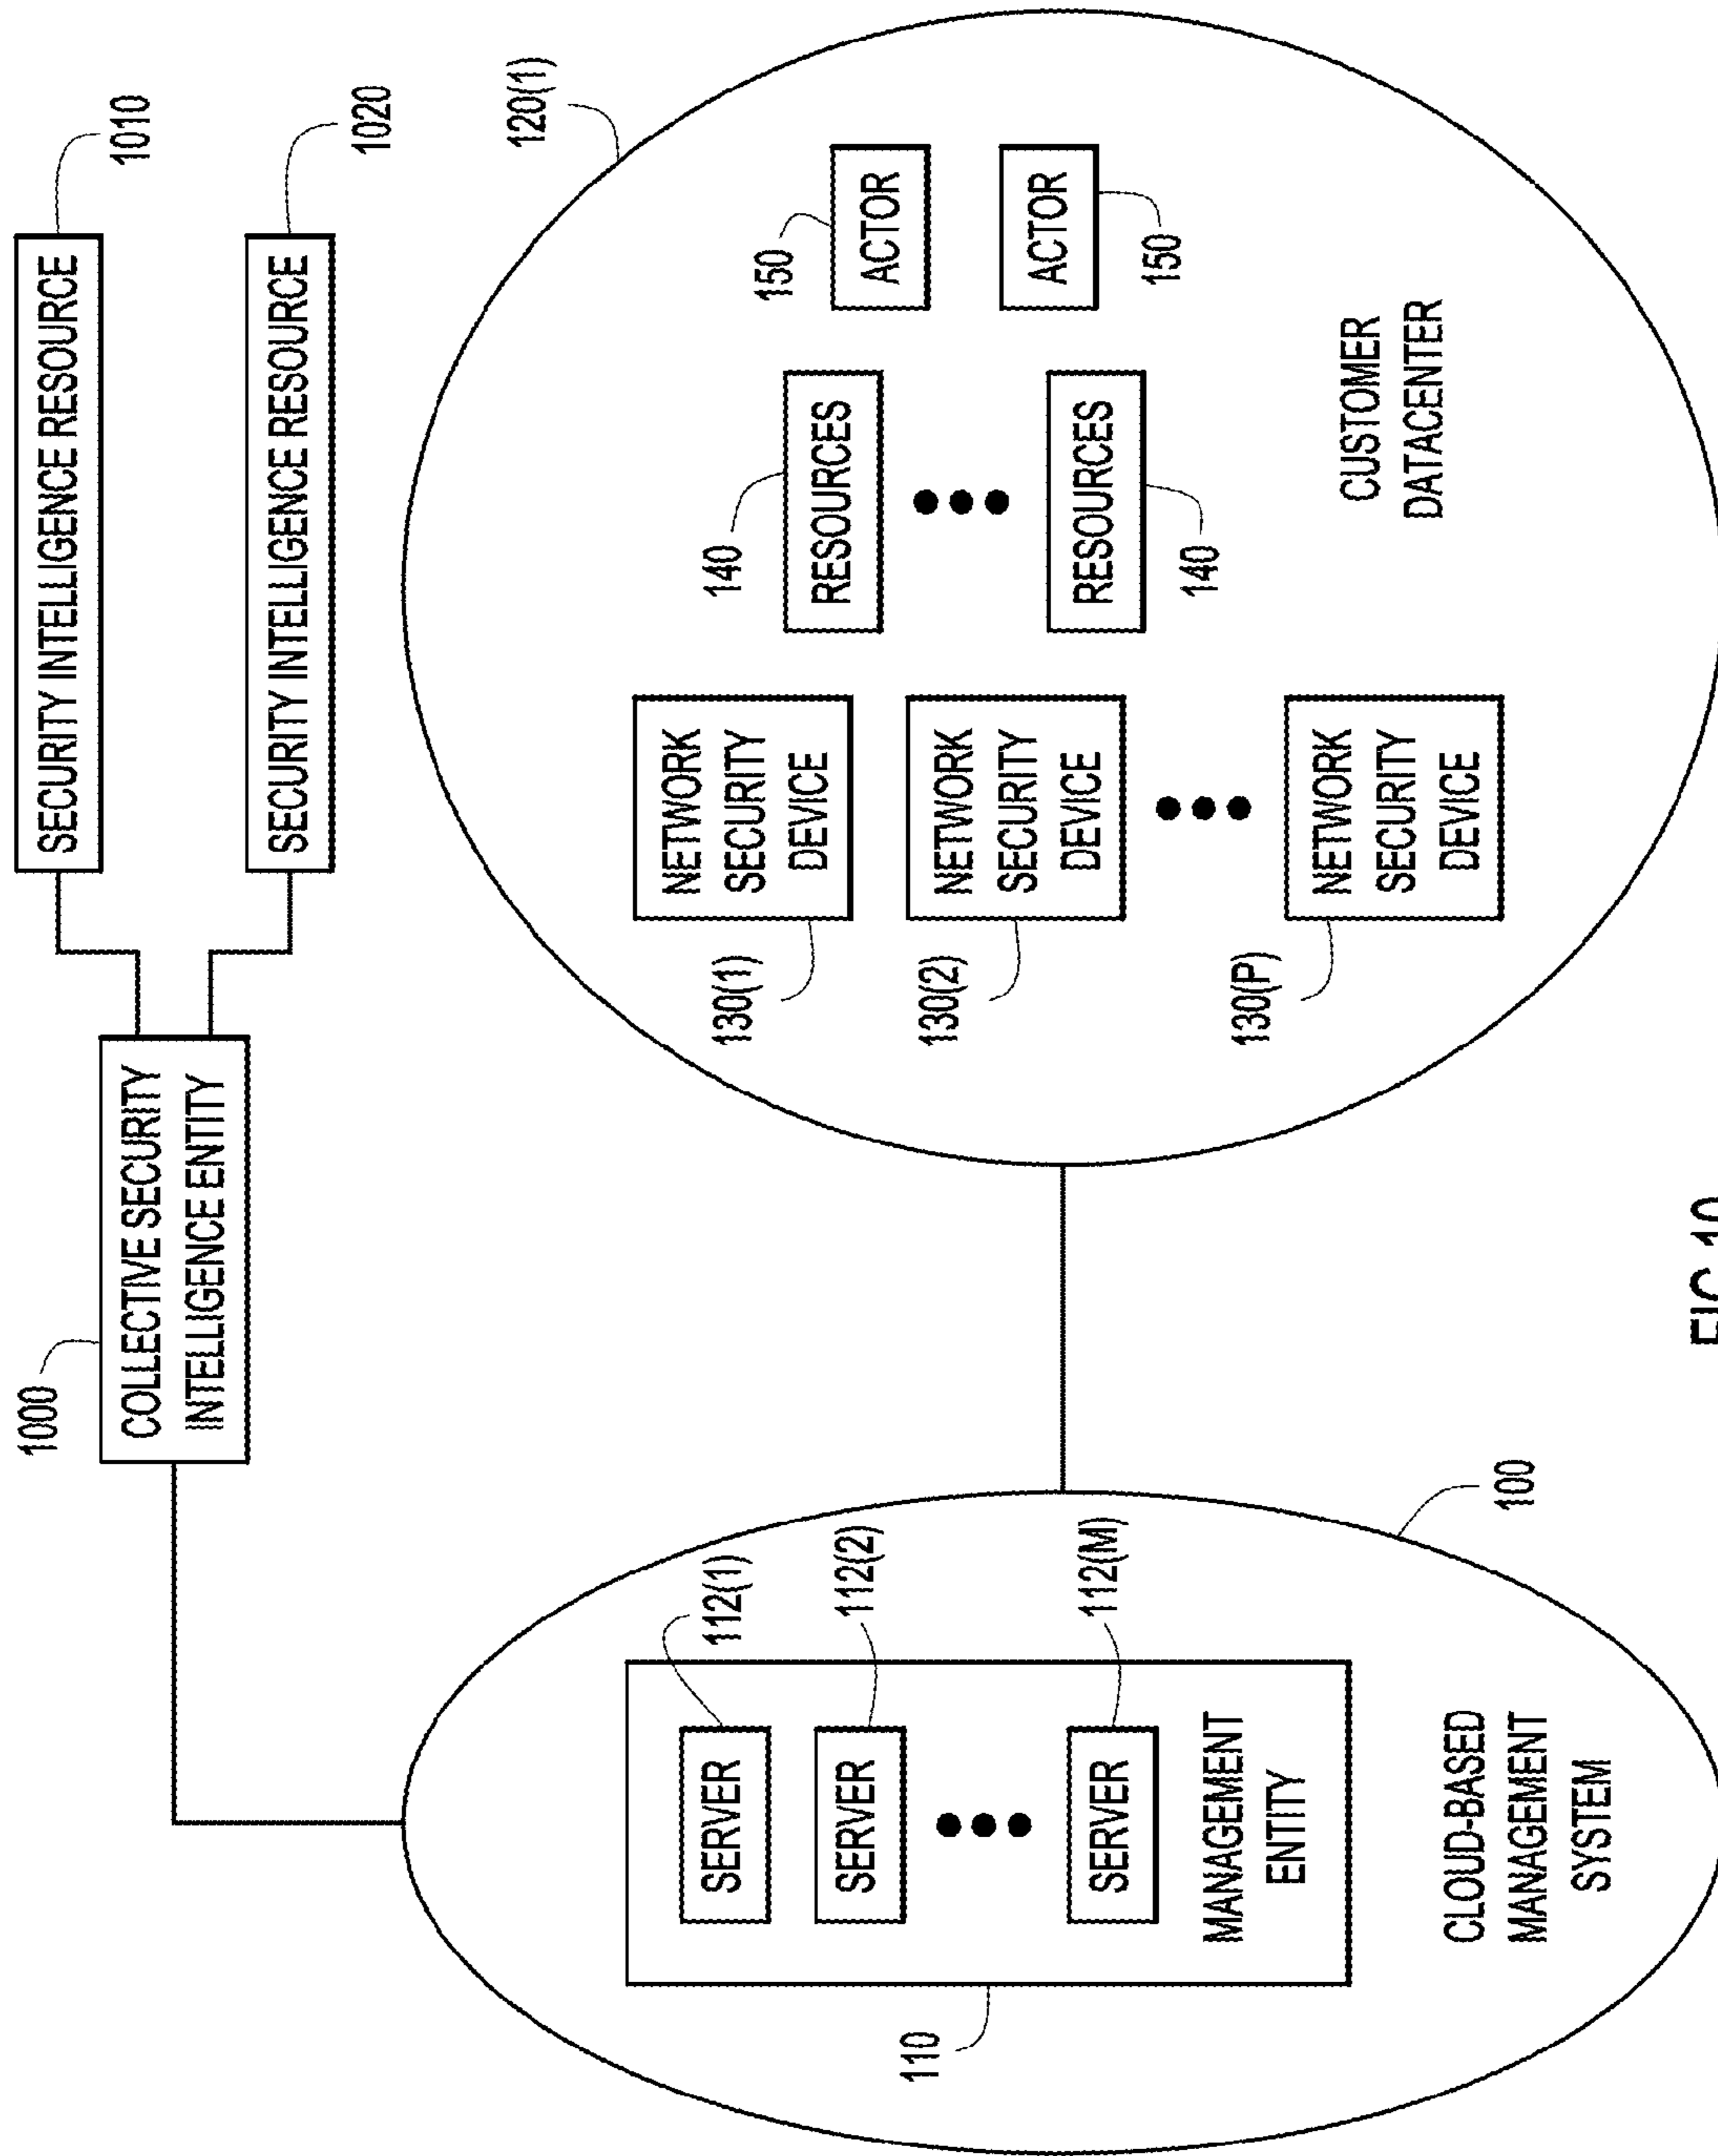 1000
COLLECTIVE SECURITY
INTELLIGENCE ENTITY
SECURITY INTELLIGENCE RESOURCE
1010
SECURITY INTELLIGENCE RESOURCE
1020
110
SERVER
112(1)
SERVER
112(2)
SERVER
112(M)
MANAGEMENT
ENTITY
CLOUD-BASED
MANAGEMENT
SYSTEM
100
120(1)
130(1)
NETWORK
SECURITY
DEVICE
130(2)
NETWORK
SECURITY
DEVICE
130(P)
NETWORK
SECURITY
DEVICE
140
RESOURCES
RESOURCES
140
150
ACTOR
ACTOR
150
CUSTOMER
DATACENTER
FIG.10